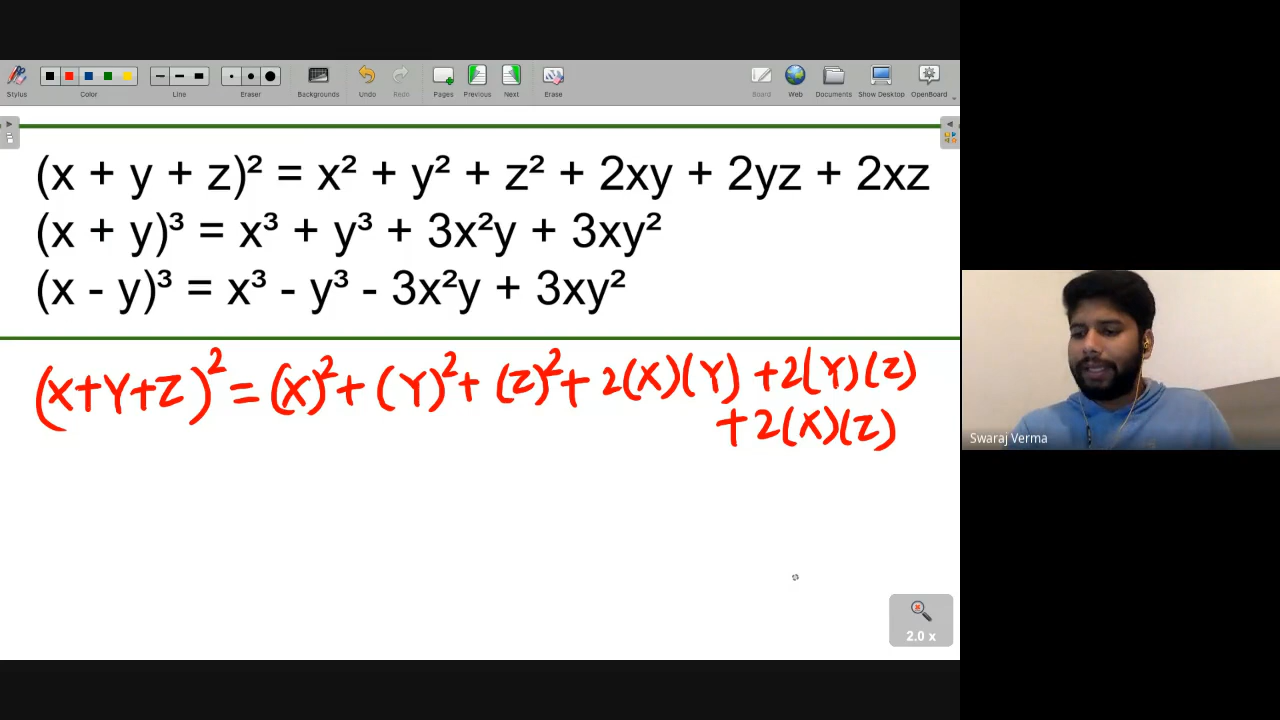 Stylus Color Line Eraser Backgrounds Undo Redo Pages Previous Next Erase Board Web Documents Show Desktop OpenBoard
(x + y + z)² = x² + y² + z² + 2xy + 2yz + 2xz
(x + y)³ = x³ + y³ + 3x²y + 3xy²
(x - y)³ = x³ - y³ - 3x²y + 3xy²
(X+Y+Z)² = (X)² + (Y)² + (Z)² + 2(X)(Y) + 2(Y)(Z)
+ 2(X)(Z)
Swaraj Verma
2.0 x